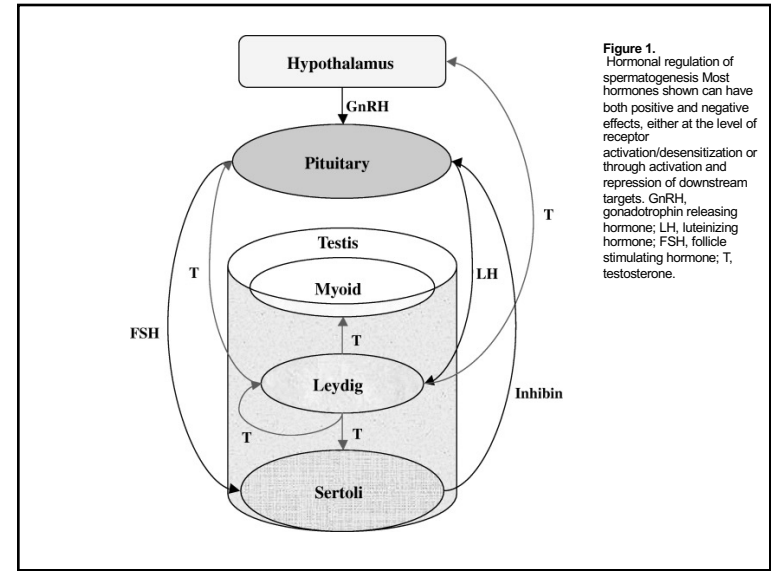 Hypothalamus
GnRH
Pituitary
T
Testis
T
LH
Myoid
FSH
T
Leydig
Inhibin
T
T
Sertoli
Figure 1.
Hormonal regulation of
spermatogenesis Most
hormones shown can have
both positive and negative
effects, either at the level of
receptor
activation/desensitization or
through activation and
repression of downstream
targets. GnRH,
gonadotrophin releasing
hormone; LH, luteinizing
hormone; FSH, follicle
stimulating hormone; T,
testosterone.